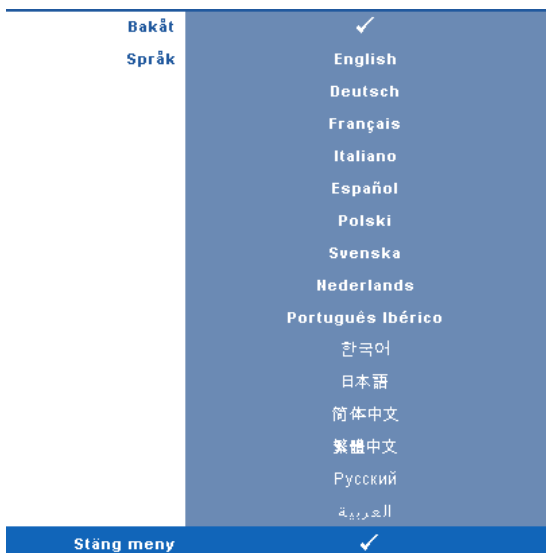 Bakåt ✓
Språk English
Deutsch
Français
Italiano
Español
Polski
Svenska
Nederlands
Português Ibérico
한국어
日本語
简体中文
繁體中文
Русский
العربية
Stäng meny ✓